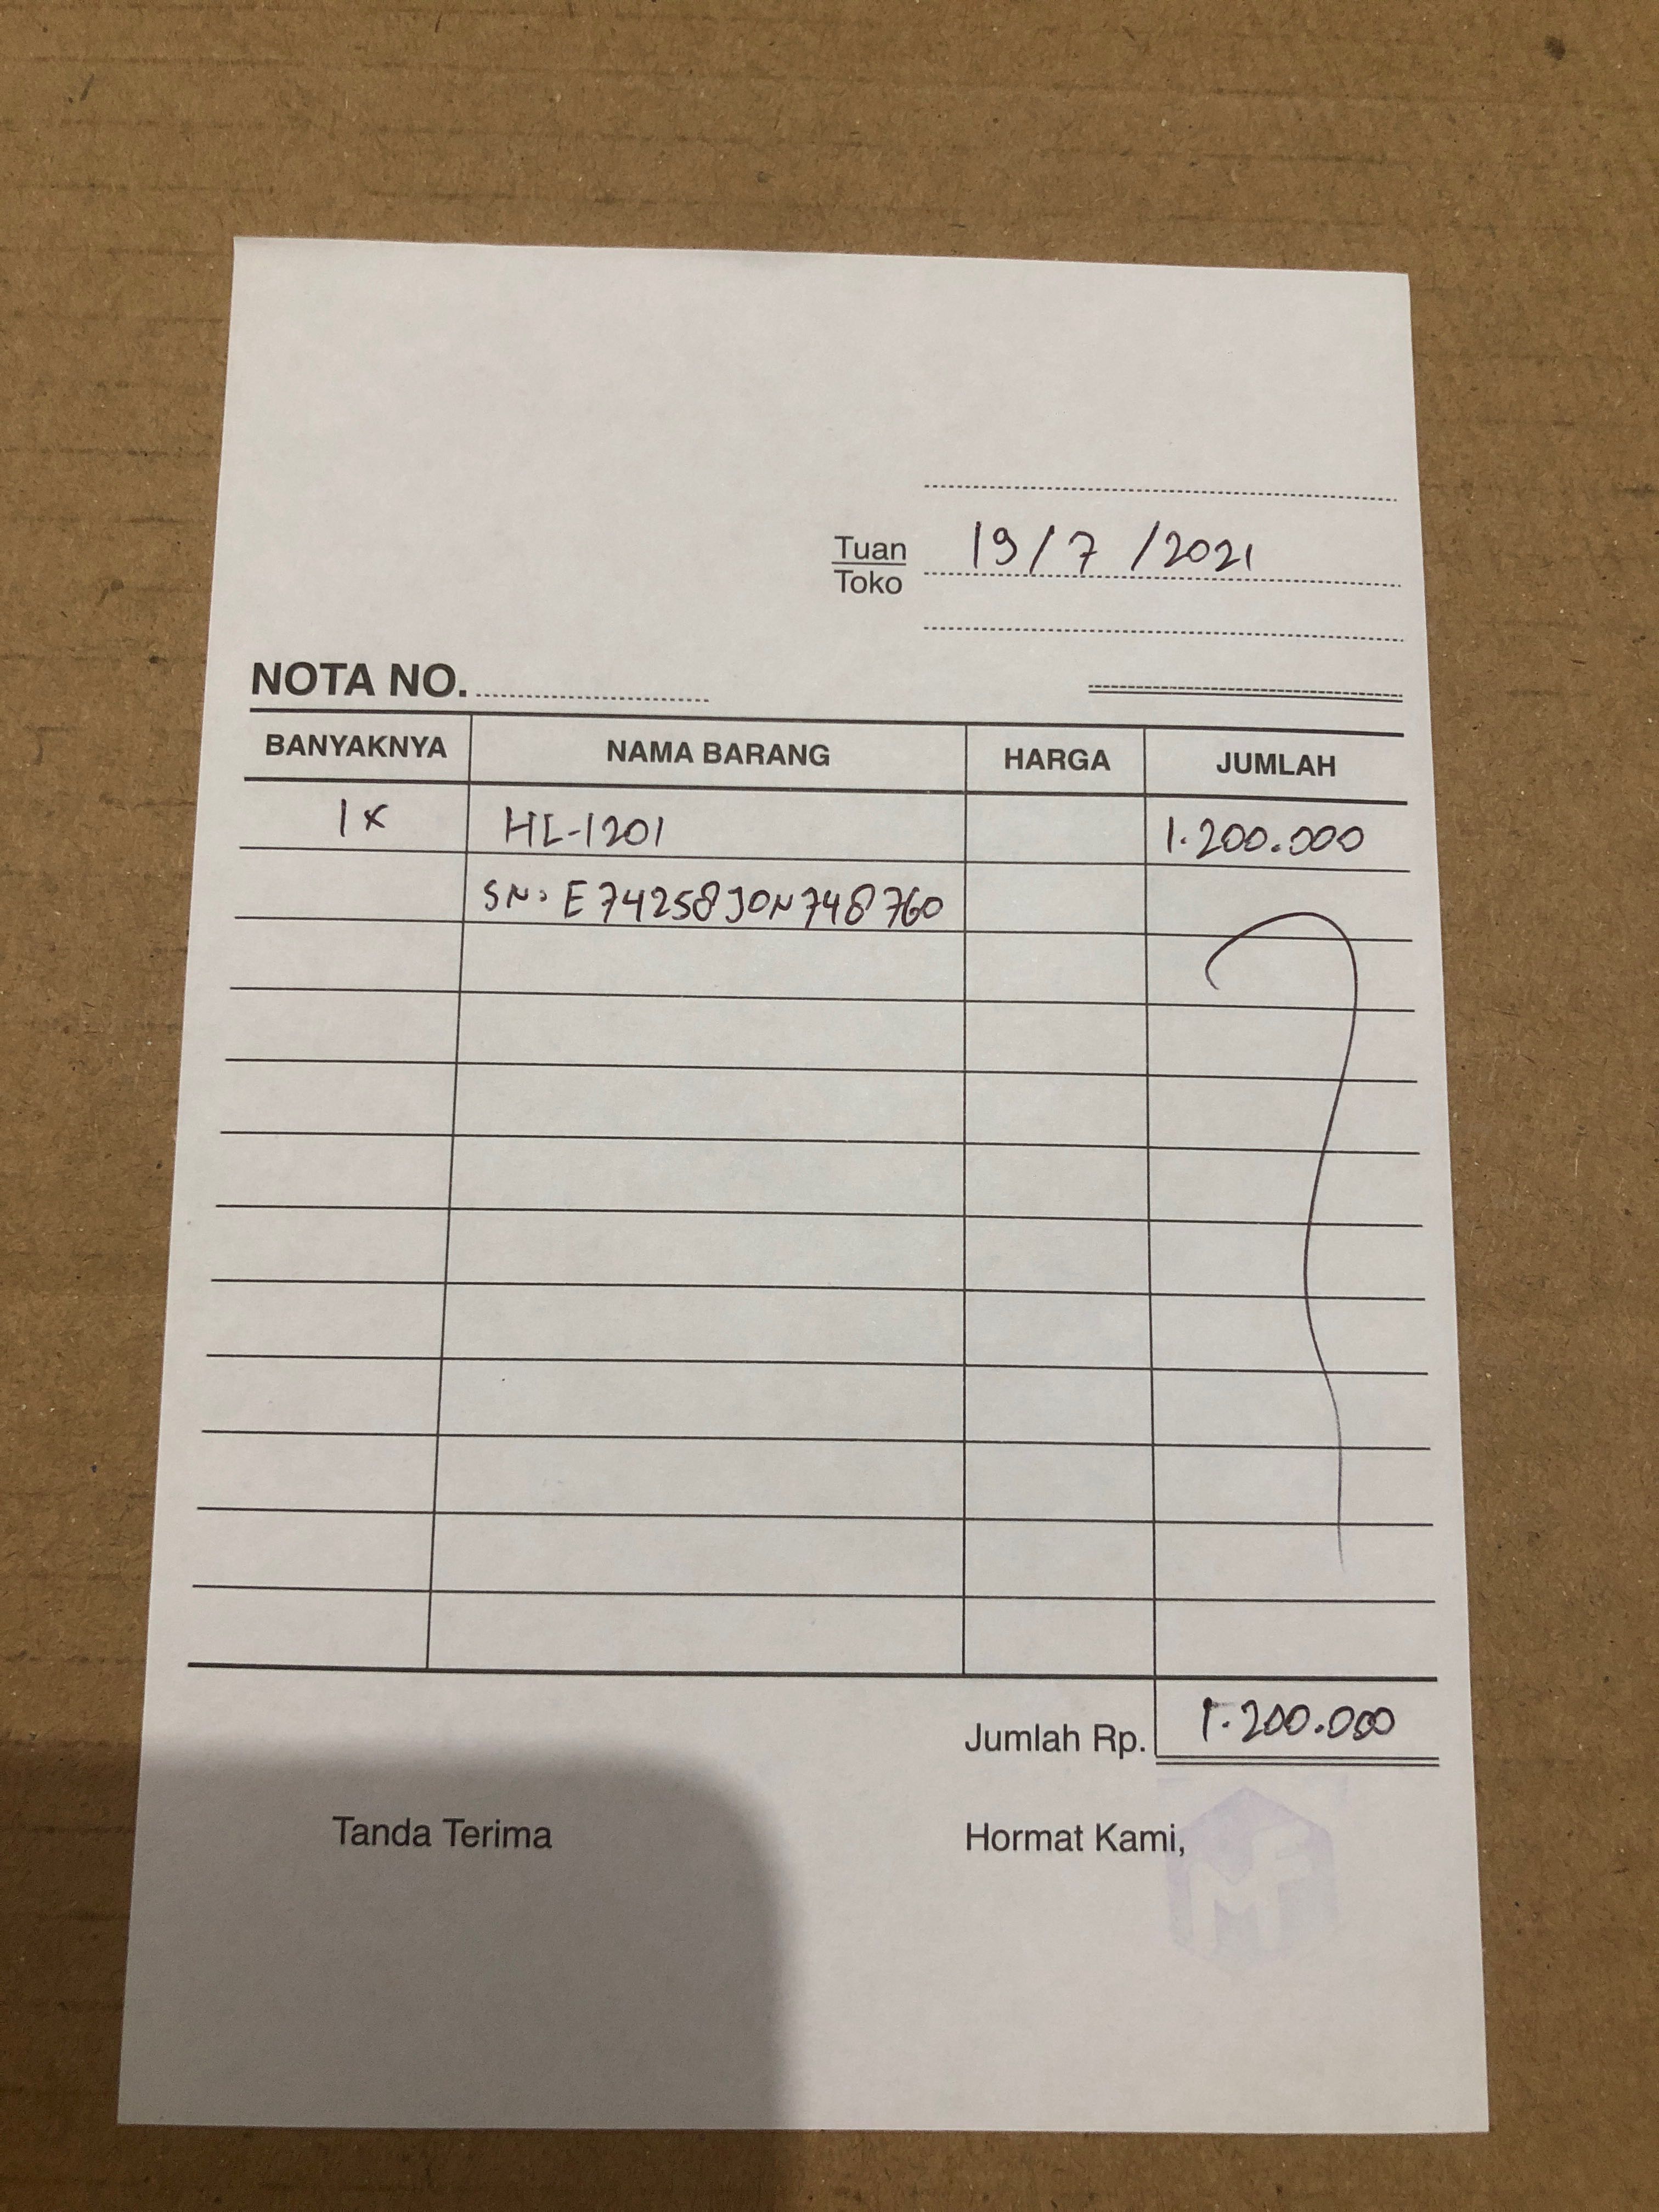 Tuan 19/7/2021
Toko
NOTA NO.
BANYAKNYA NAMA BARANG HARGA JUMLAH
1x HL-1201 1.200.000
SN: E74258J0N748760
Jumlah Rp. 1.200.000
Tanda Terima Hormat Kami,
MF